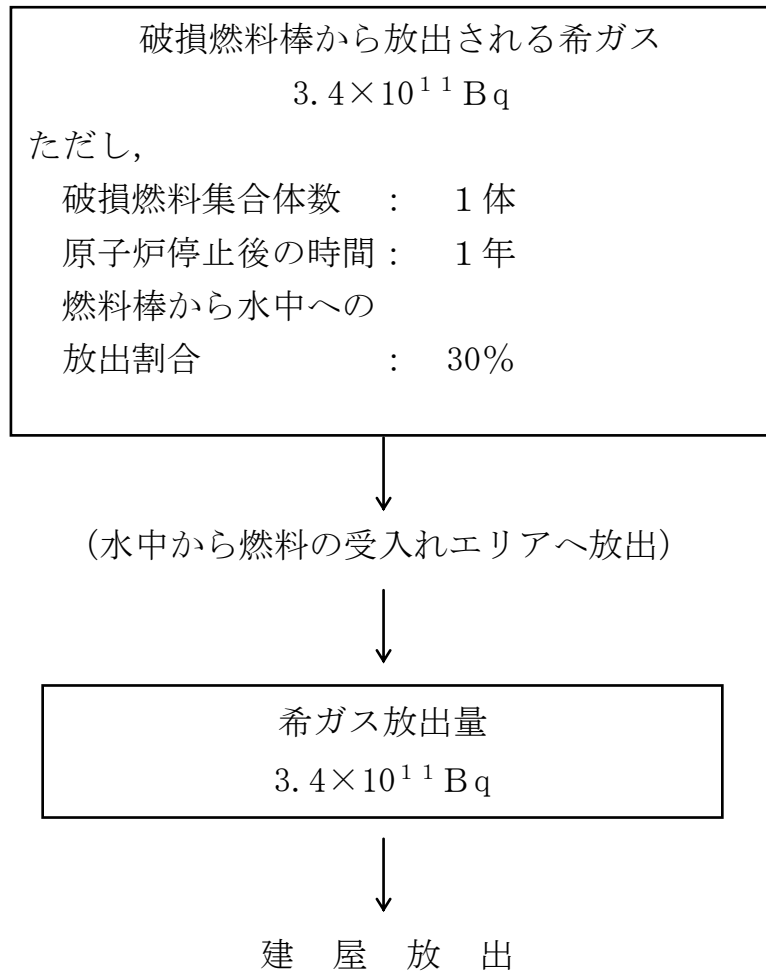 破損燃料棒から放出される希ガス
3.4×10¹¹Bq
ただし,
破損燃料集合体数 : 1体
原子炉停止後の時間: 1年
燃料棒から水中への
放出割合 : 30%
(水中から燃料の受入れエリアへ放出)
希ガス放出量
3.4×10¹¹Bq
建 屋 放 出